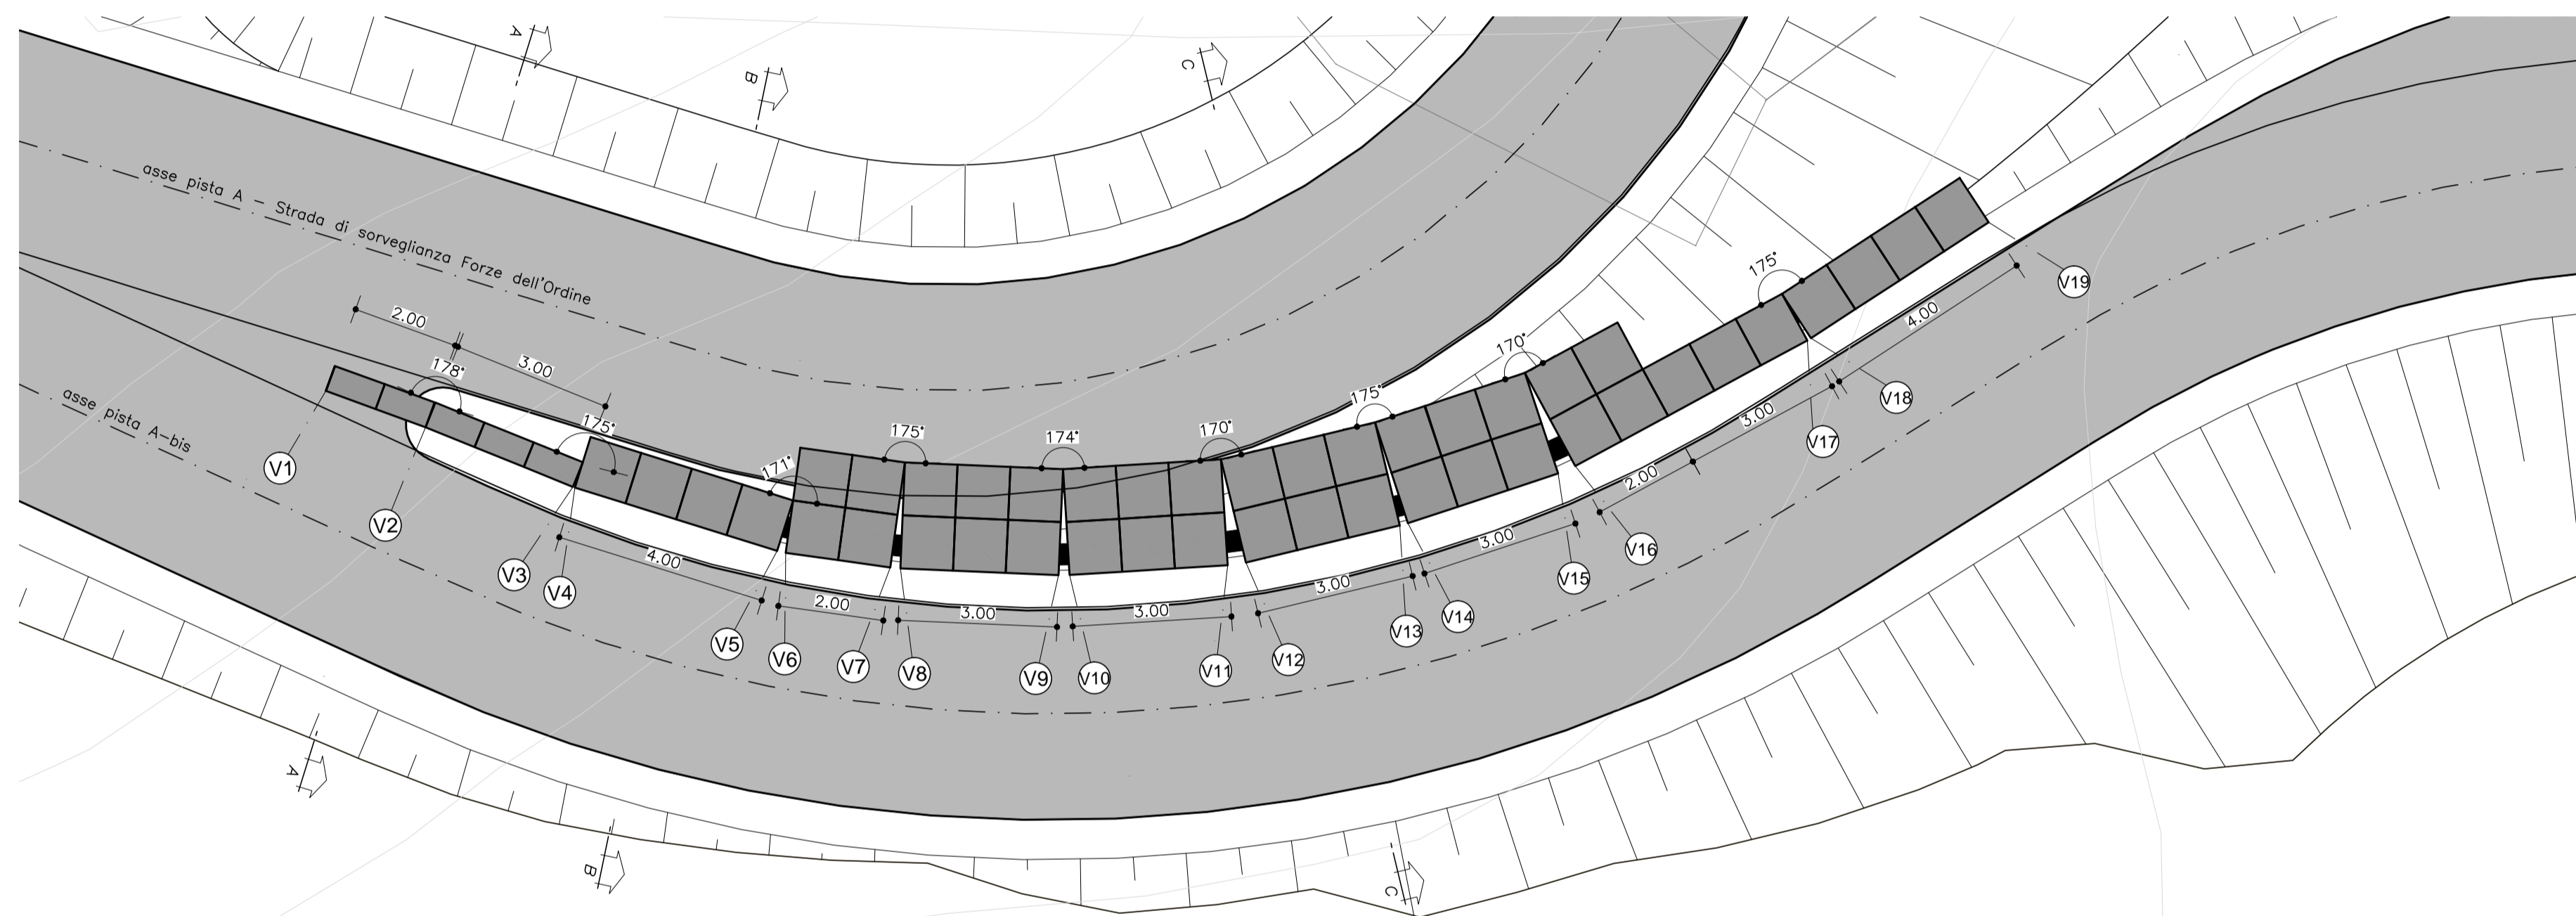 A
B
C
asse pista A - Strada di sorveglianza Forze dell'Ordine
asse pista A-bis
2.00
3.00
178°
175°
171°
175°
174°
170°
175°
170°
175°
4.00
2.00
3.00
3.00
3.00
3.00
2.00
3.00
4.00
V1
V2
V3
V4
V5
V6
V7
V8
V9
V10
V11
V12
V13
V14
V15
V16
V17
V18
V19
A
B
C